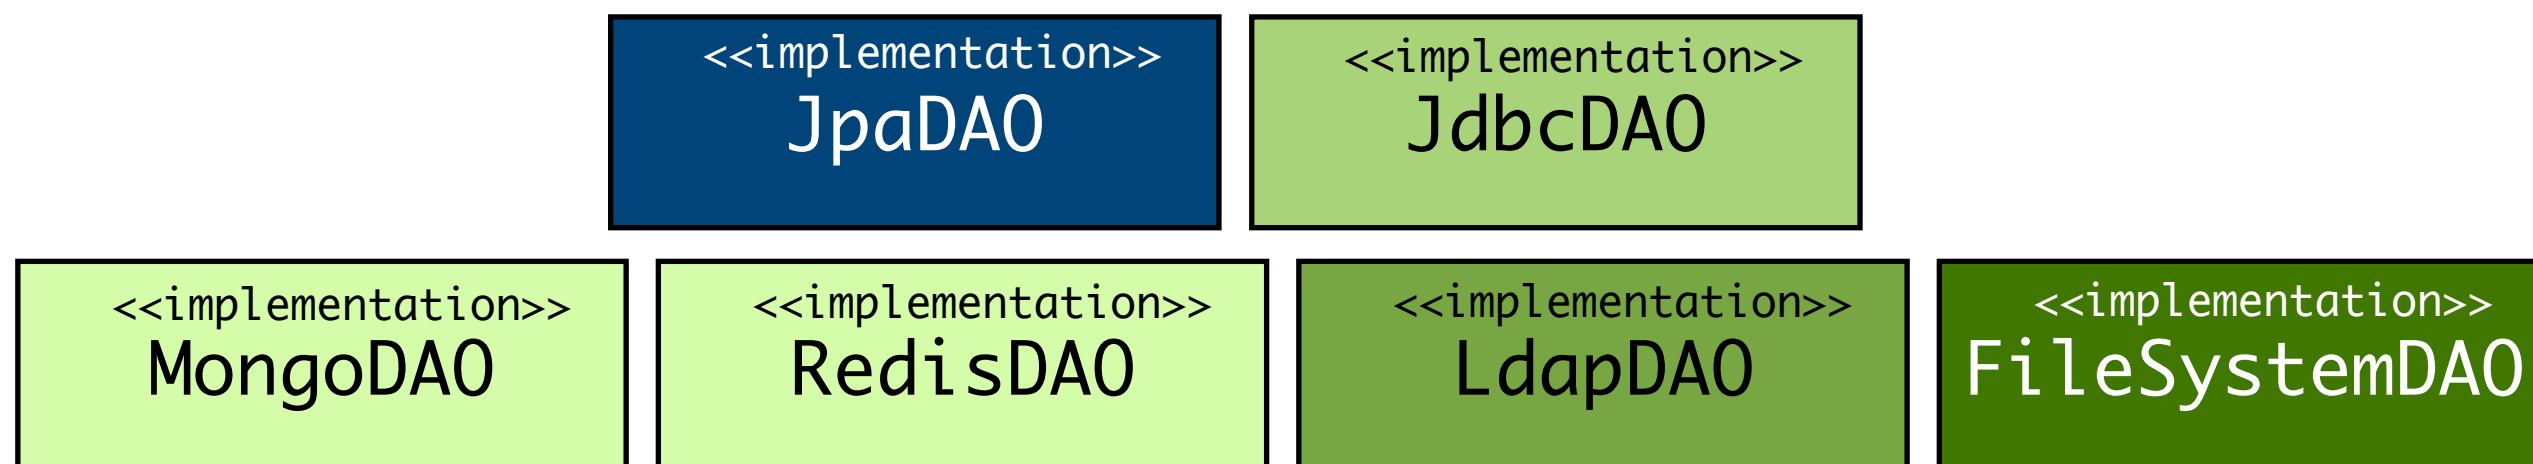 <<implementation>>
JpaDAO
<<implementation>>
JdbcDAO
<<implementation>>
MongoDAO
<<implementation>>
RedisDAO
<<implementation>>
LdapDAO
<<implementation>>
FileSystemDAO